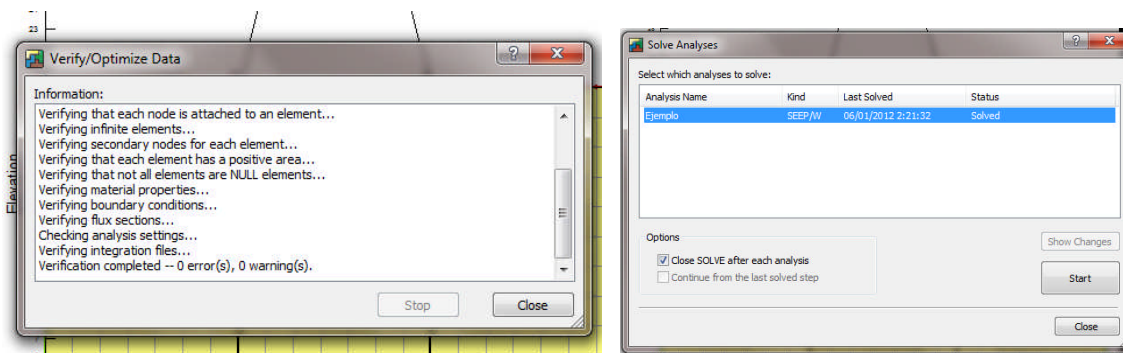 23
Verify/Optimize Data
Information:
Verifying that each node is attached to an element...
Verifying infinite elements...
Verifying secondary nodes for each element...
Verifying that each element has a positive area...
Verifying that not all elements are NULL elements...
Verifying material properties...
Verifying boundary conditions...
Verifying flux sections...
Checking analysis settings...
Verifying integration files...
Verification completed -- 0 error(s), 0 warning(s).
Stop
Close
Elevation
Solve Analyses
Select which analyses to solve:
Analysis Name Kind Last Solved Status
Ejemplo SEEP/W 06/01/2012 2:21:32 Solved
Options
Close SOLVE after each analysis
Continue from the last solved step
Show Changes
Start
Close